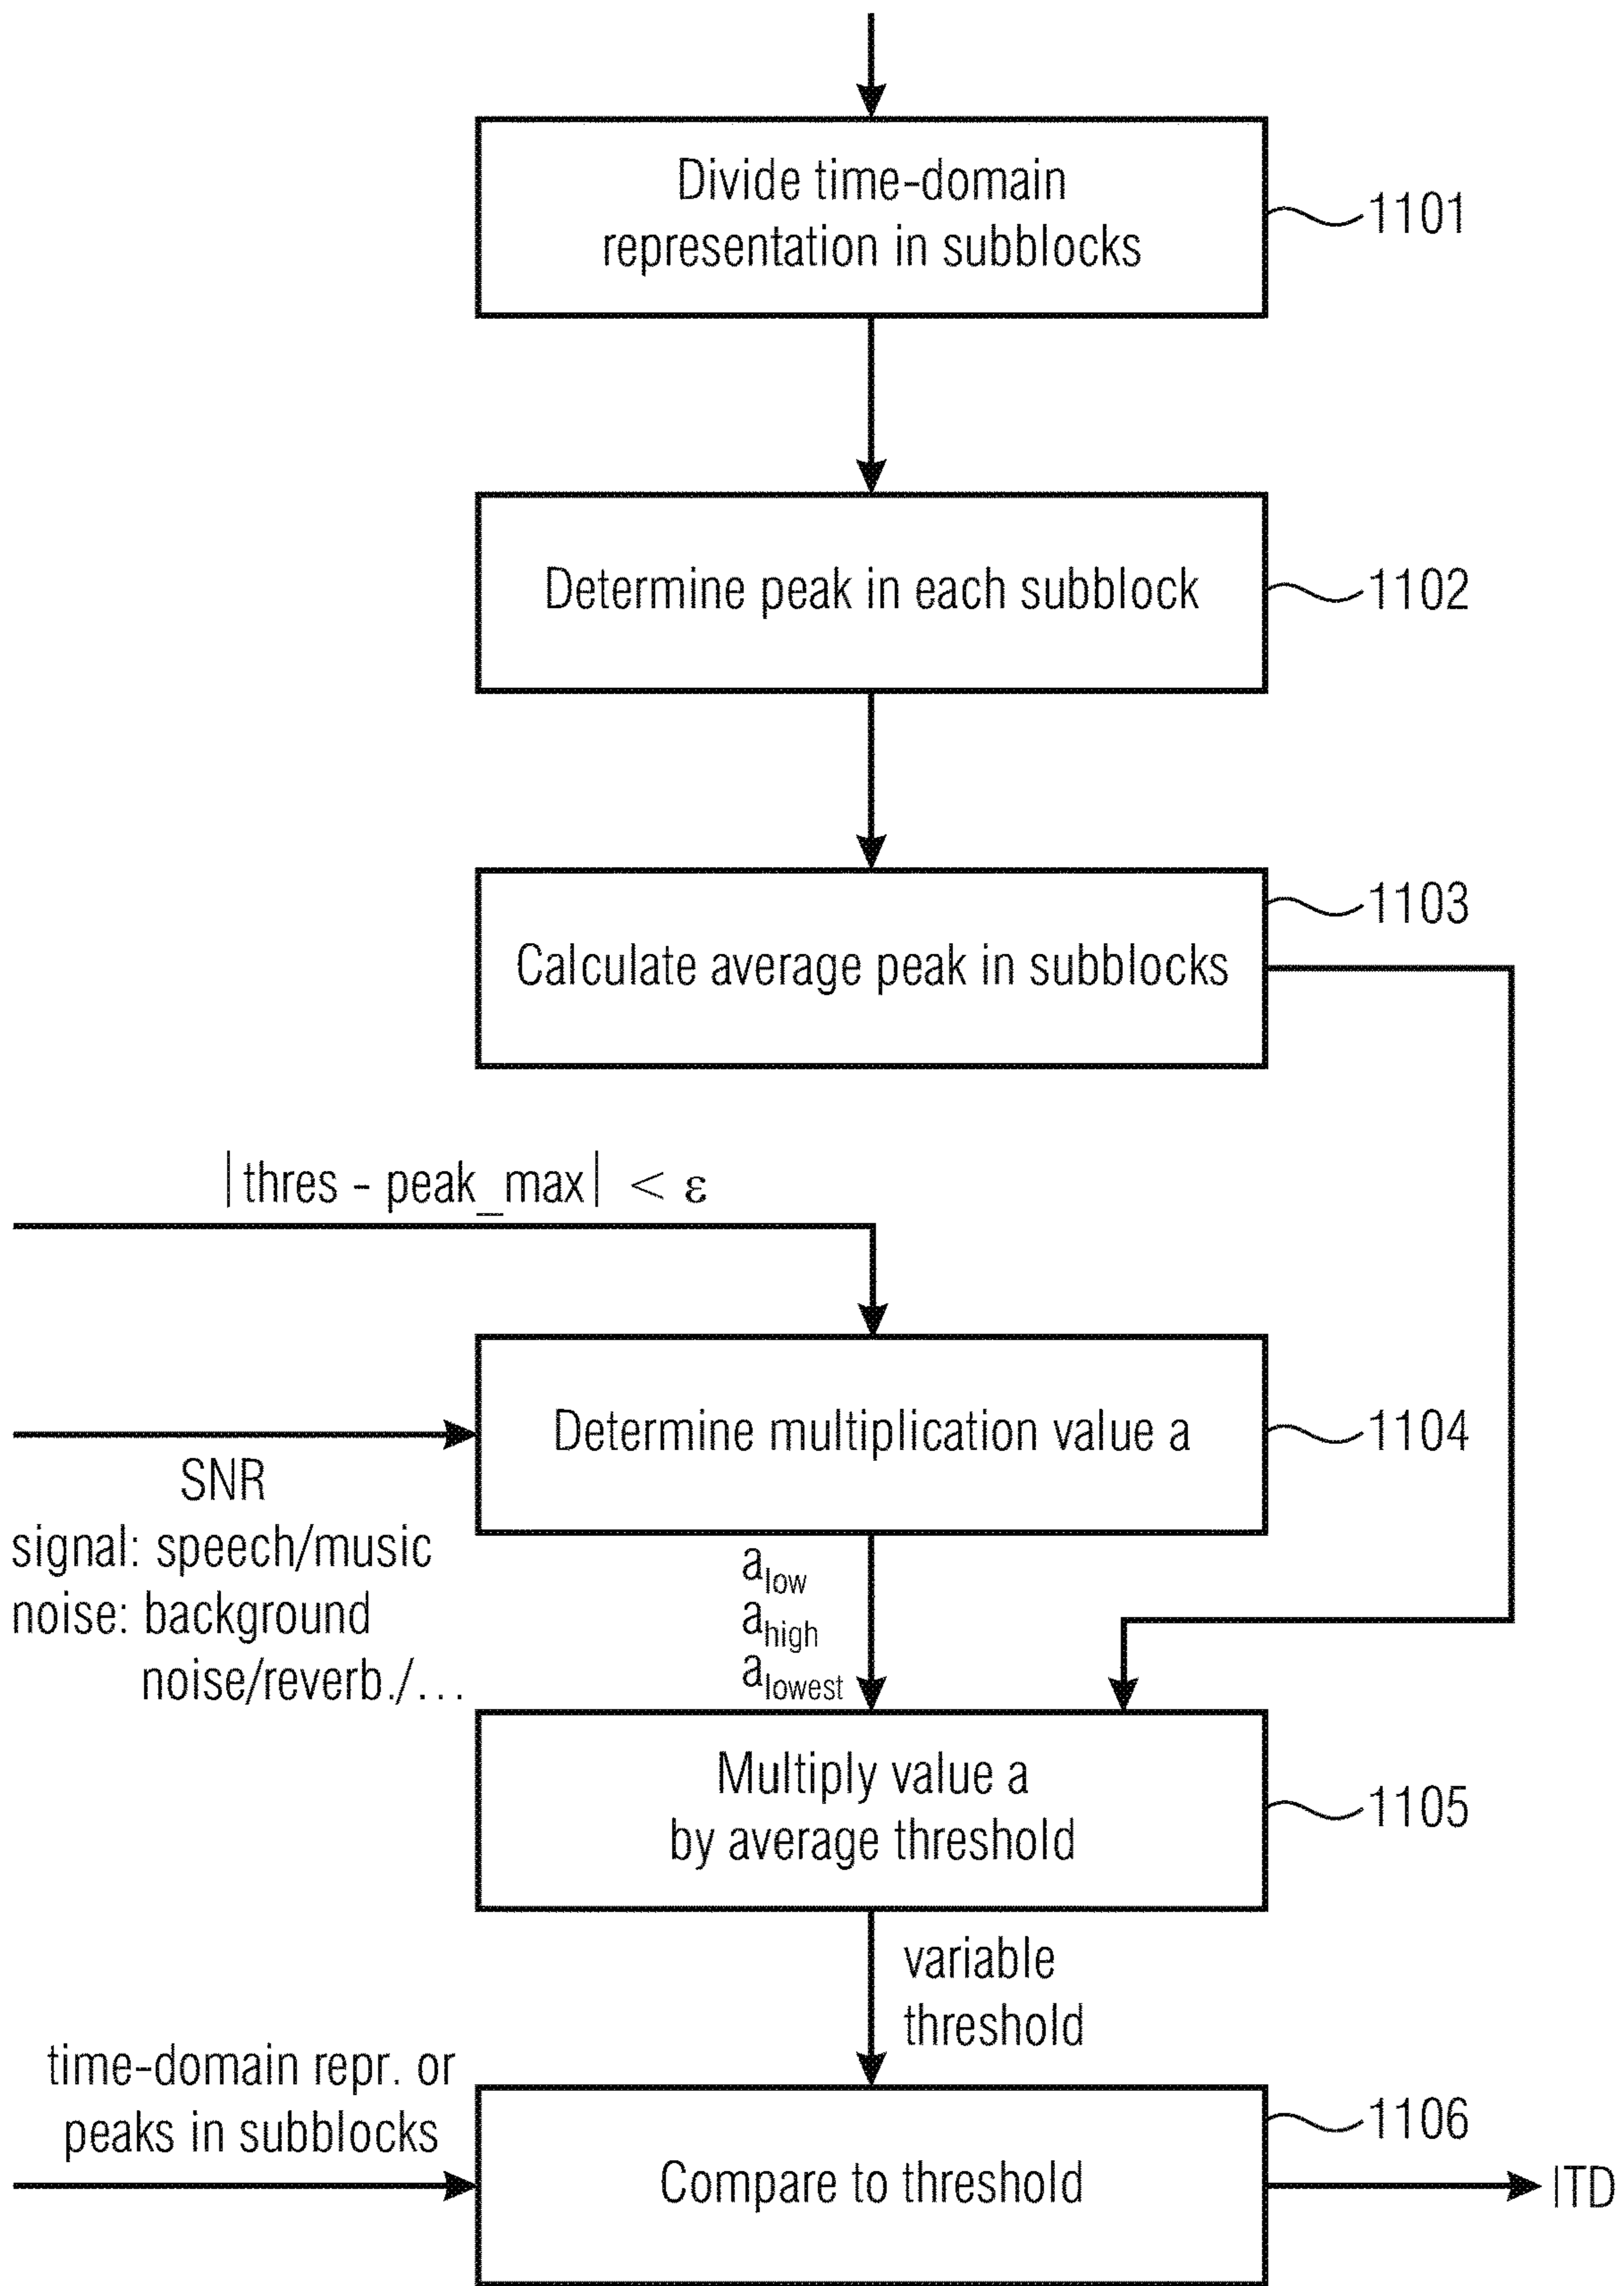 Divide time-domain
representation in subblocks
1101
Determine peak in each subblock
1102
1103
Calculate average peak in subblocks
|thres - peak_max| < ε
Determine multiplication value a
1104
SNR
signal: speech/music
noise: background
noise/reverb./...
a_low
a_high
a_lowest
Multiply value a
by average threshold
1105
variable
threshold
time-domain repr. or
peaks in subblocks
1106
Compare to threshold
ITD